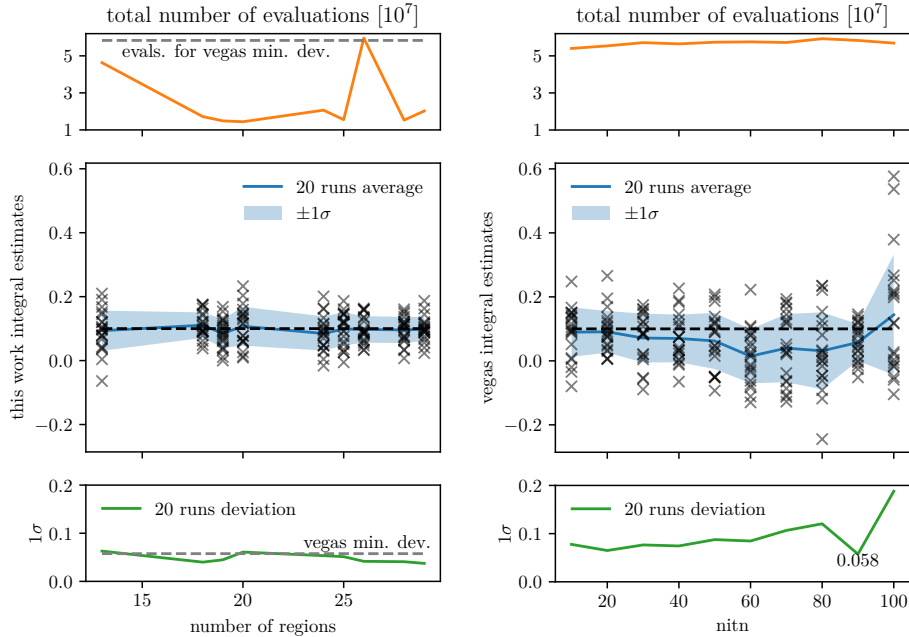 total number of evaluations [10⁷]
5
3
1
evals. for vegas min. dev.
15
20
25
total number of evaluations [10⁷]
5
3
1
this work integral estimates
0.6
0.4
0.2
0.0
−0.2
20 runs average
±1σ
vegas integral estimates
0.6
0.4
0.2
0.0
−0.2
20 runs average
±1σ
1σ
0.2
0.1
0.0
20 runs deviation
vegas min. dev.
15
20
25
number of regions
1σ
0.2
0.1
0.0
20 runs deviation
0.058
20
40
60
80
100
nitn